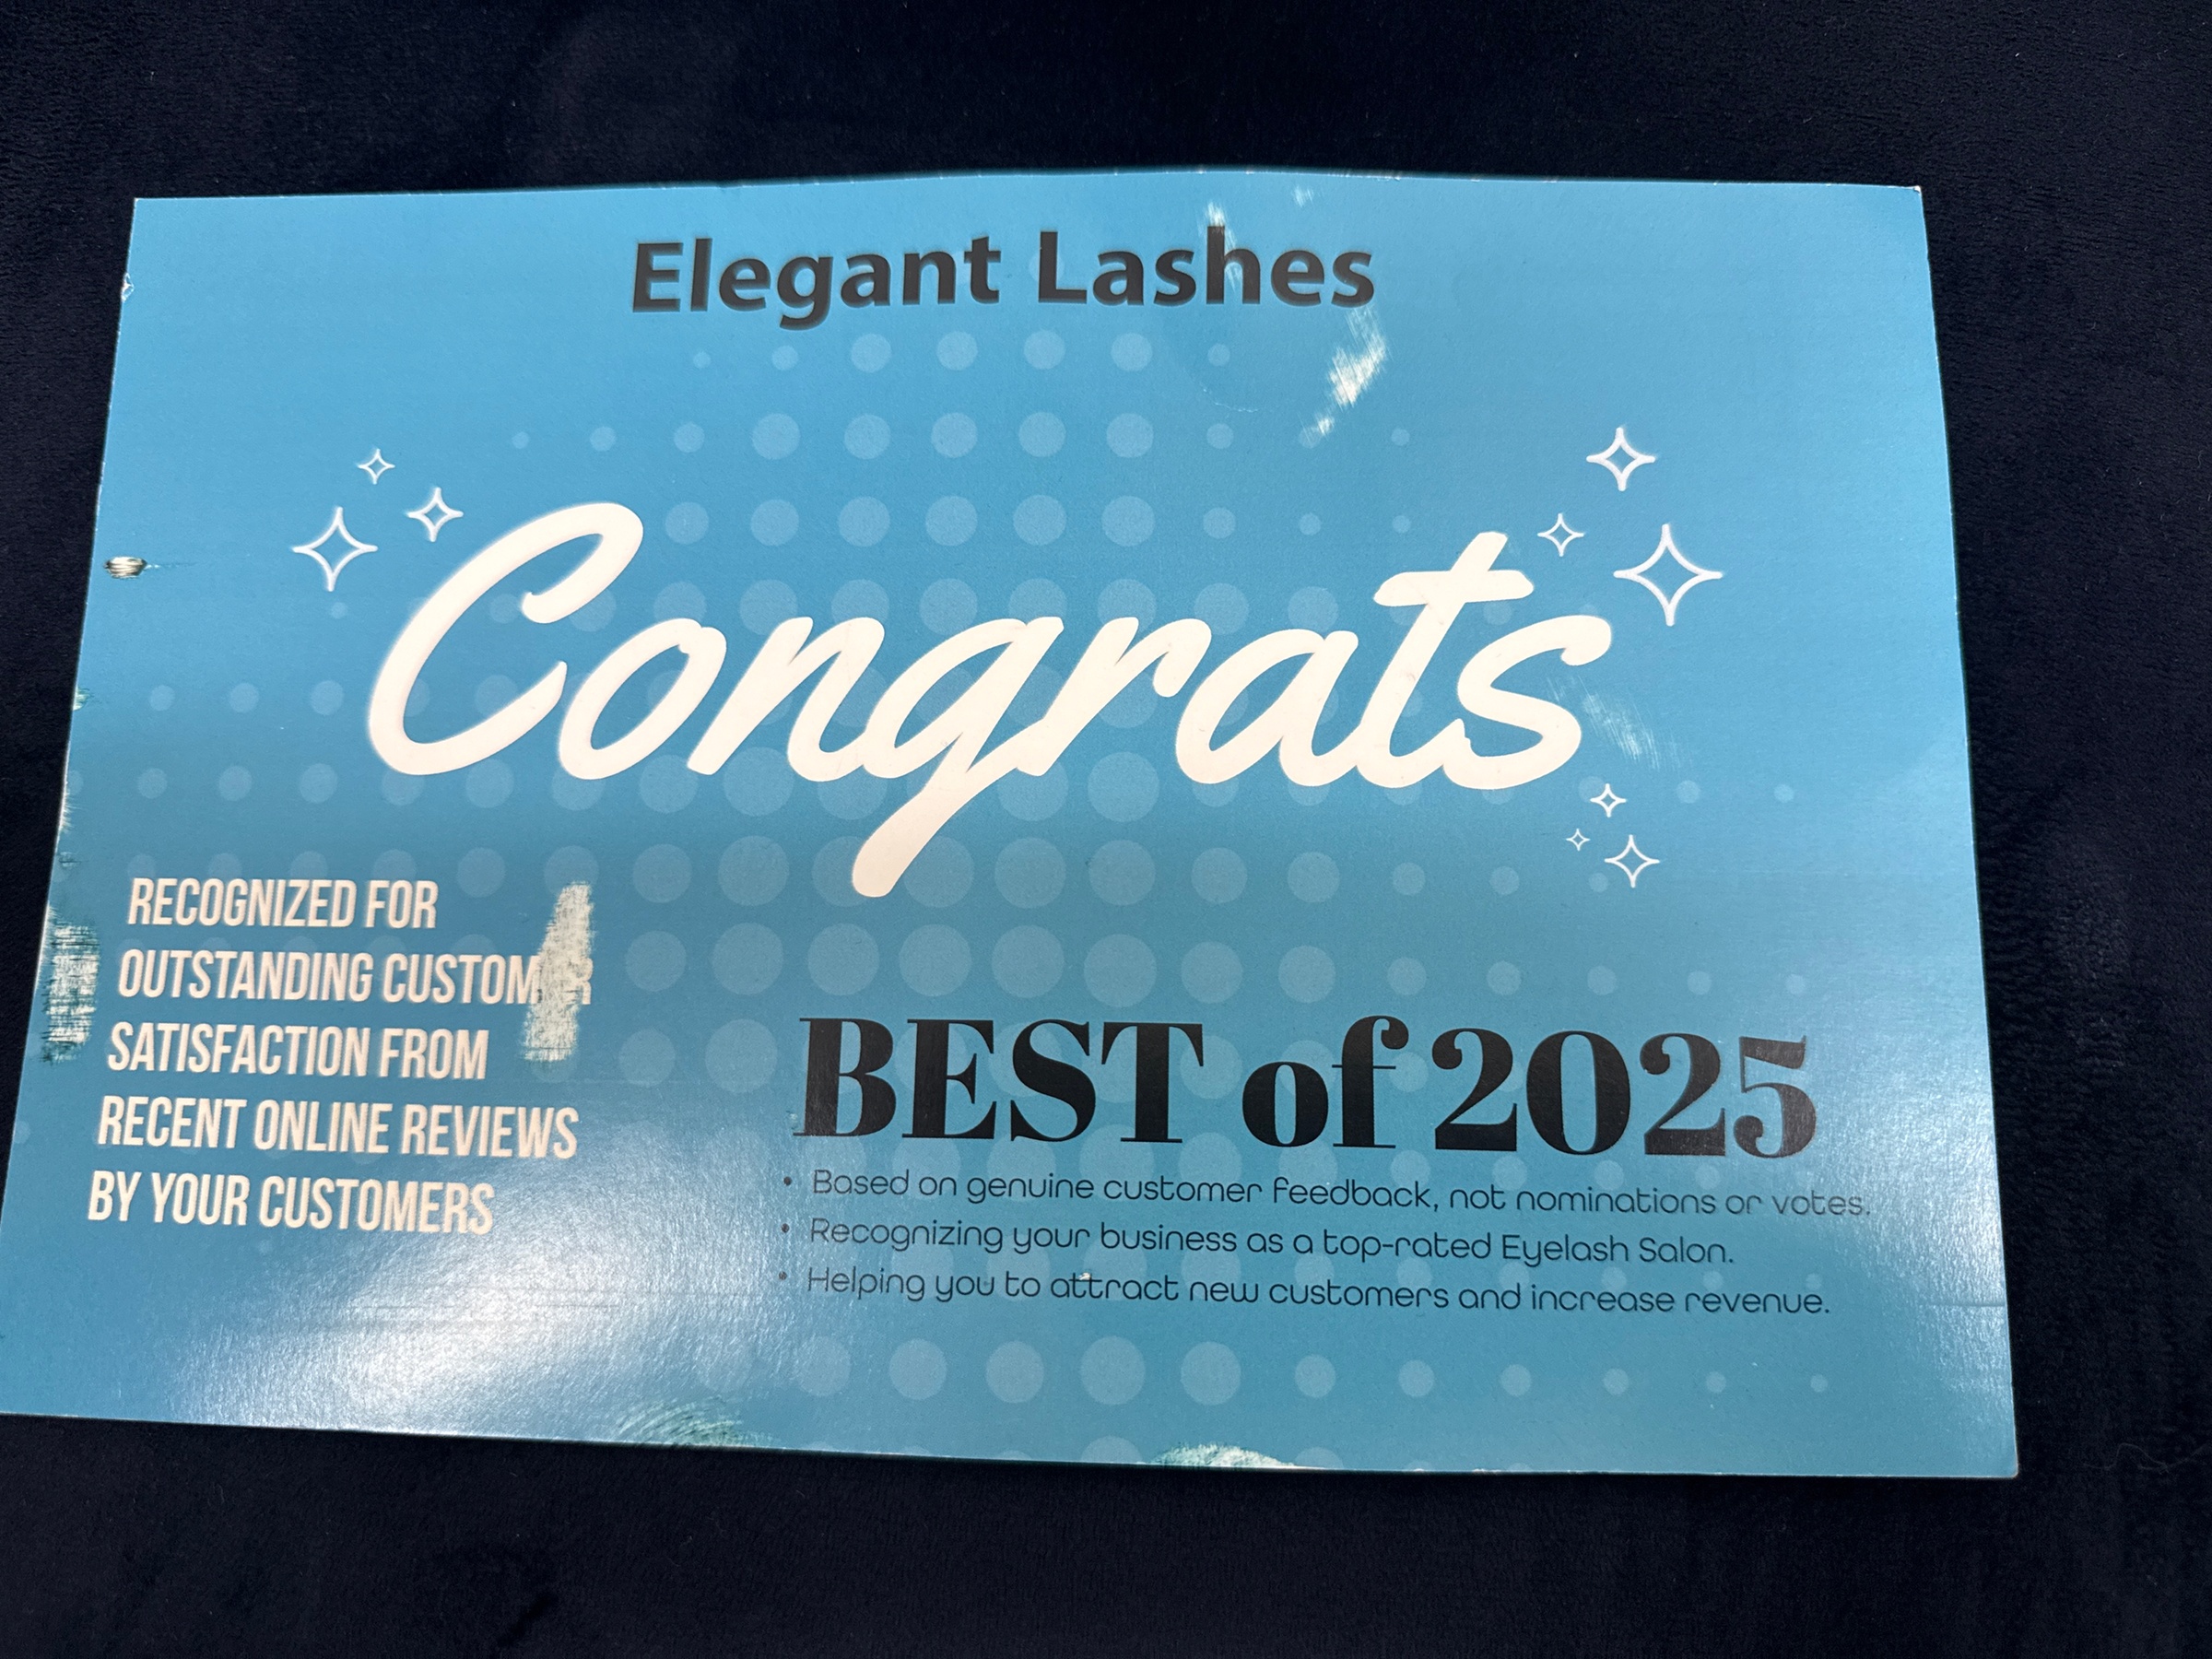 Elegant Lashes
Congrats
RECOGNIZED FOR
OUTSTANDING CUSTOMER
SATISFACTION FROM
RECENT ONLINE REVIEWS
BY YOUR CUSTOMERS
BEST of 2025
• Based on genuine customer feedback, not nominations or votes.
• Recognizing your business as a top-rated Eyelash Salon.
• Helping you to attract new customers and increase revenue.